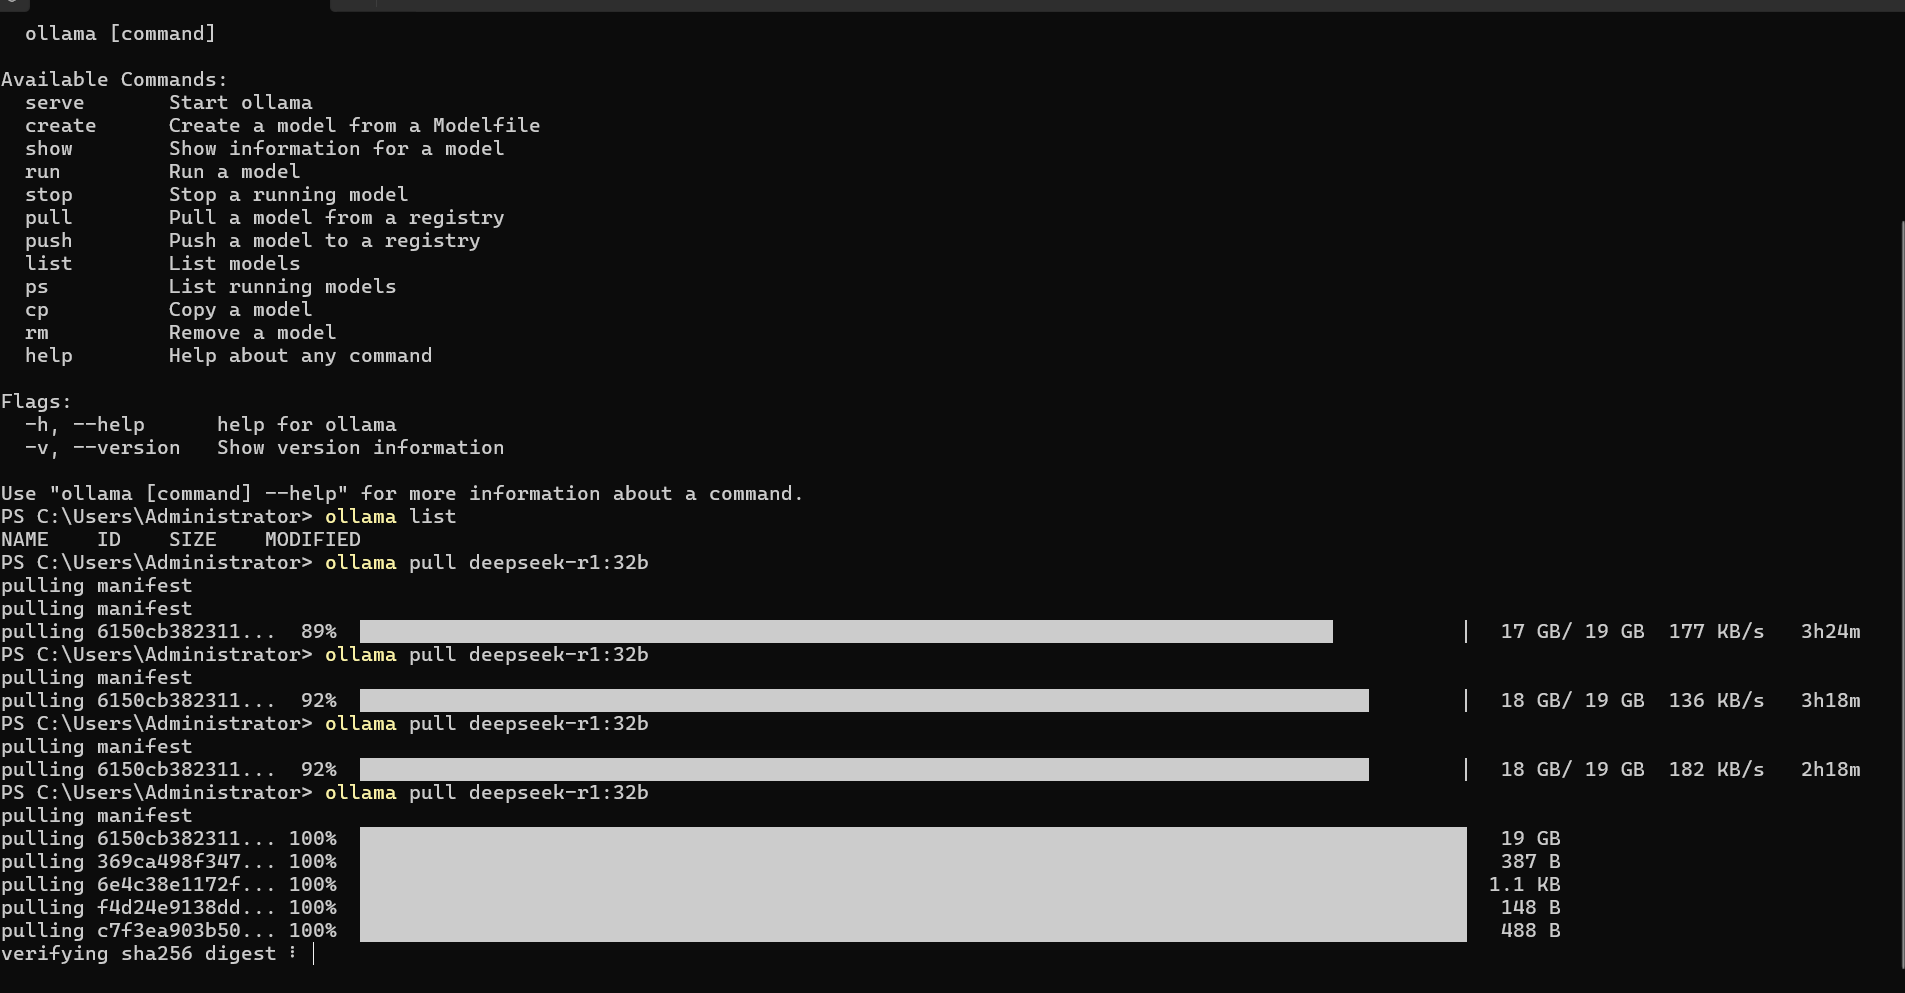 ollama [command]
Available Commands:
serve Start ollama
create Create a model from a Modelfile
show Show information for a model
run Run a model
stop Stop a running model
pull Pull a model from a registry
push Push a model to a registry
list List models
ps List running models
cp Copy a model
rm Remove a model
help Help about any command
Flags:
-h, --help help for ollama
-v, --version Show version information
Use "ollama [command] --help" for more information about a command.
PS C:\Users\Administrator> ollama list
NAME ID SIZE MODIFIED
PS C:\Users\Administrator> ollama pull deepseek-r1:32b
pulling manifest
pulling manifest
pulling 6150cb382311... 89% 17 GB/ 19 GB 177 KB/s 3h24m
PS C:\Users\Administrator> ollama pull deepseek-r1:32b
pulling manifest
pulling 6150cb382311... 92% 18 GB/ 19 GB 136 KB/s 3h18m
PS C:\Users\Administrator> ollama pull deepseek-r1:32b
pulling manifest
pulling 6150cb382311... 92% 18 GB/ 19 GB 182 KB/s 2h18m
PS C:\Users\Administrator> ollama pull deepseek-r1:32b
pulling manifest
pulling 6150cb382311... 100% 19 GB
pulling 369ca498f347... 100% 387 B
pulling 6e4c38e1172f... 100% 1.1 KB
pulling f4d24e9138dd... 100% 148 B
pulling c7f3ea903b50... 100% 488 B
verifying sha256 digest ⠇